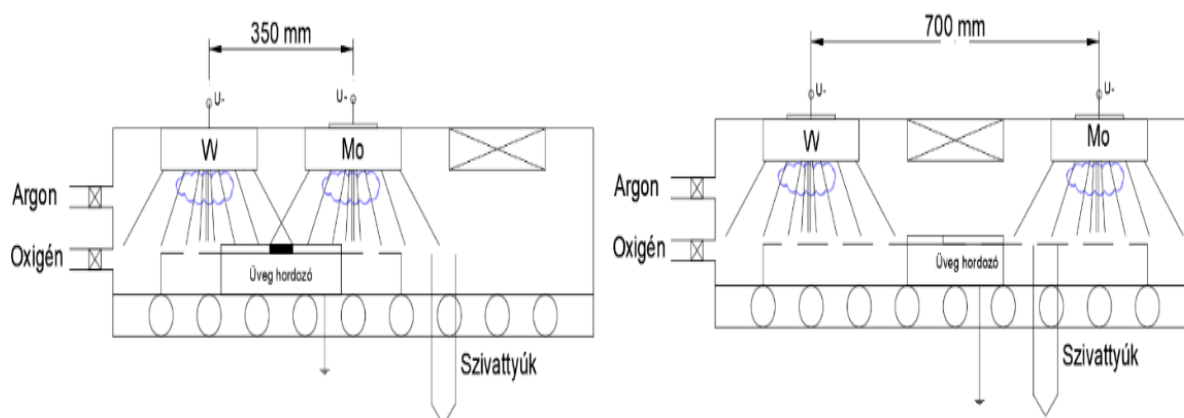 350 mm
U-
U-
W
Mo
Argon
Oxigén
Üveg hordozó
Szivattyúk
700 mm
U-
U-
W
Mo
Argon
Oxigén
Üveg hordozó
Szivattyúk